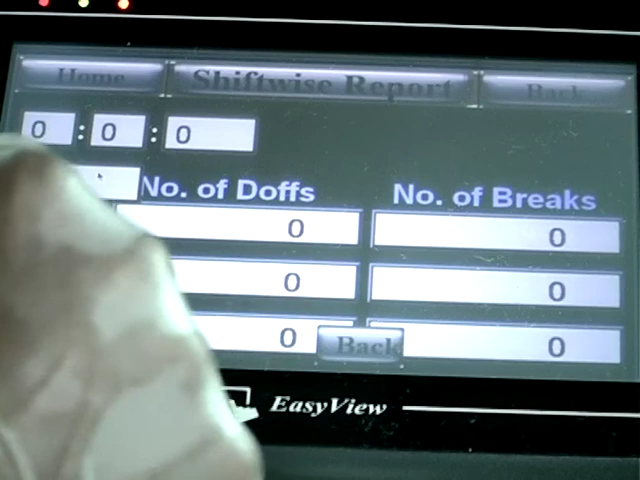 Home Shiftwise Report Back
0 : 0 : 0
No. of Doffs No. of Breaks
0 0
0 0
0 0
Back
EasyView